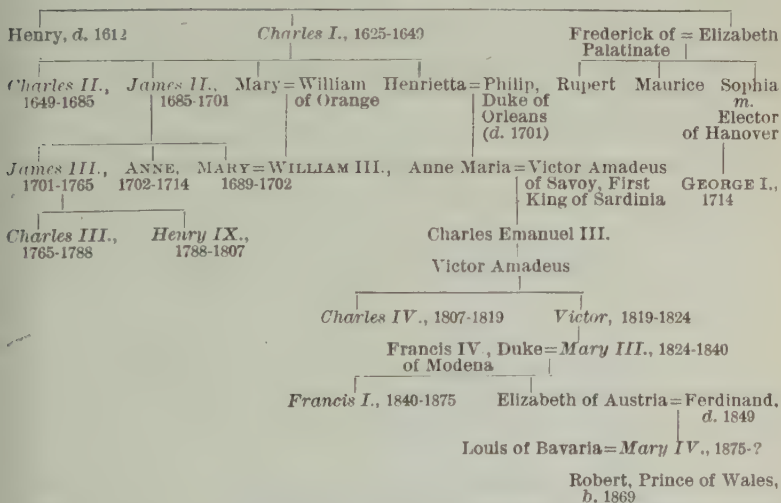 Henry, d. 1612 Charles I., 1625-1649 Frederick of = Elizabeth
Palatinate
Charles II., James II., Mary=William Henrietta=Philip, Rupert Maurice Sophia
1649-1685 1685-1701 of Orange Duke of m.
Orleans Elector
(d. 1701) of Hanover
James III., ANNE, MARY=WILLIAM III., Anne Maria=Victor Amadeus
1701-1765 1702-1714 1689-1702 of Savoy, First GEORGE I.,
King of Sardinia 1714
Charles III., Henry IX., Charles Emanuel III.
1765-1788 1788-1807
Victor Amadeus
Charles IV., 1807-1819 Victor, 1819-1824
Francis IV., Duke=Mary III., 1824-1840
of Modena
Francis I., 1840-1875 Elizabeth of Austria=Ferdinand,
d. 1849
Louis of Bavaria=Mary IV., 1875-?
Robert, Prince of Wales,
b. 1869